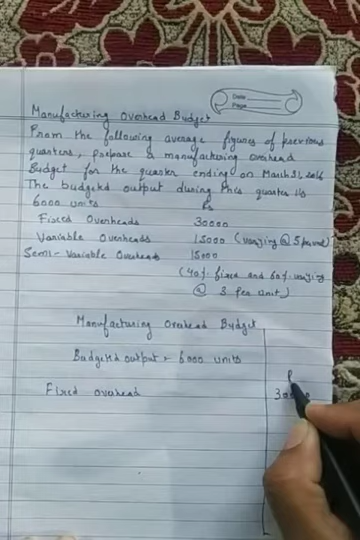 Date
Page
Manufacturing Overhead Budget
From the following average figures of previous
quarters, prepare a manufacturing overhead
Budget for the quarter ending on March 31, 2016
The budgetd output during this quarter is
6000 units Rs
Fixed Overheads 30000
Variable Overheads 15000 (varying @ 5 per unit)
Semi-Variable Overheads 15000
(40% fixed and 60% varying
@ 3 per unit)
Manufacturing Overhead Budget
Budgetd output = 6000 units
Fixed overhead